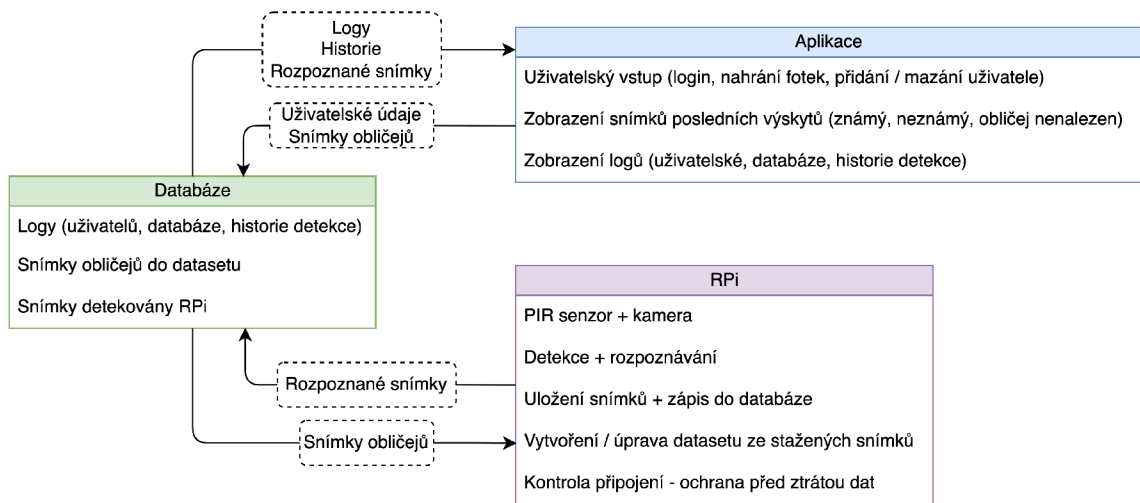 Logy
Historie
Rozpoznané snímky
Aplikace
Uživatelský vstup (login, nahrání fotek, přidání / mazání uživatele)
Zobrazení snímků posledních výskytů (známý, neznámý, obličej nenalezen)
Zobrazení logů (uživatelské, databáze, historie detekce)
Uživatelské údaje
Snímky obličejů
Databáze
Logy (uživatelů, databáze, historie detekce)
Snímky obličejů do datasetu
Snímky detekovány RPi
RPi
PIR senzor + kamera
Detekce + rozpoznávání
Uložení snímků + zápis do databáze
Vytvoření / úprava datasetu ze stažených snímků
Kontrola připojení - ochrana před ztrátou dat
Rozpoznané snímky
Snímky obličejů